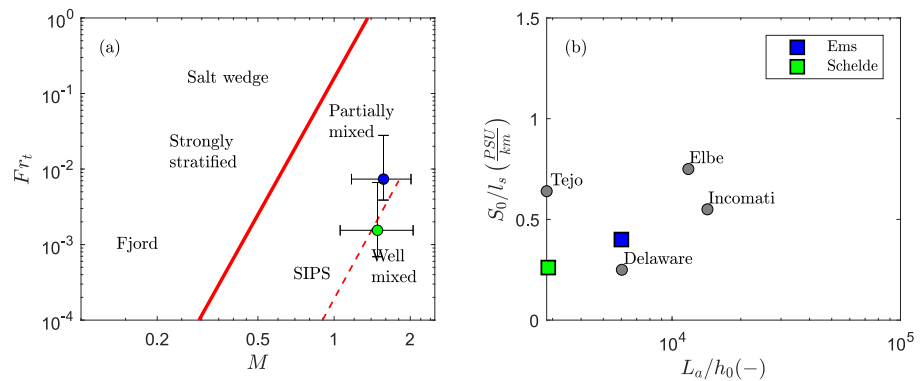 (a)
Salt wedge
Partially
mixed
Strongly
stratified
Fjord
SIPS
Well
mixed
10^0
10^-1
10^-2
10^-3
10^-4
Fr_t
0.2 0.5 1 2
M
(b)
Ems
Schelde
Elbe
Tejo
Incomati
Delaware
1.5
1
0.5
0
S_0/l_s (PSU/km)
10^4 10^5
L_a/h_0(−)